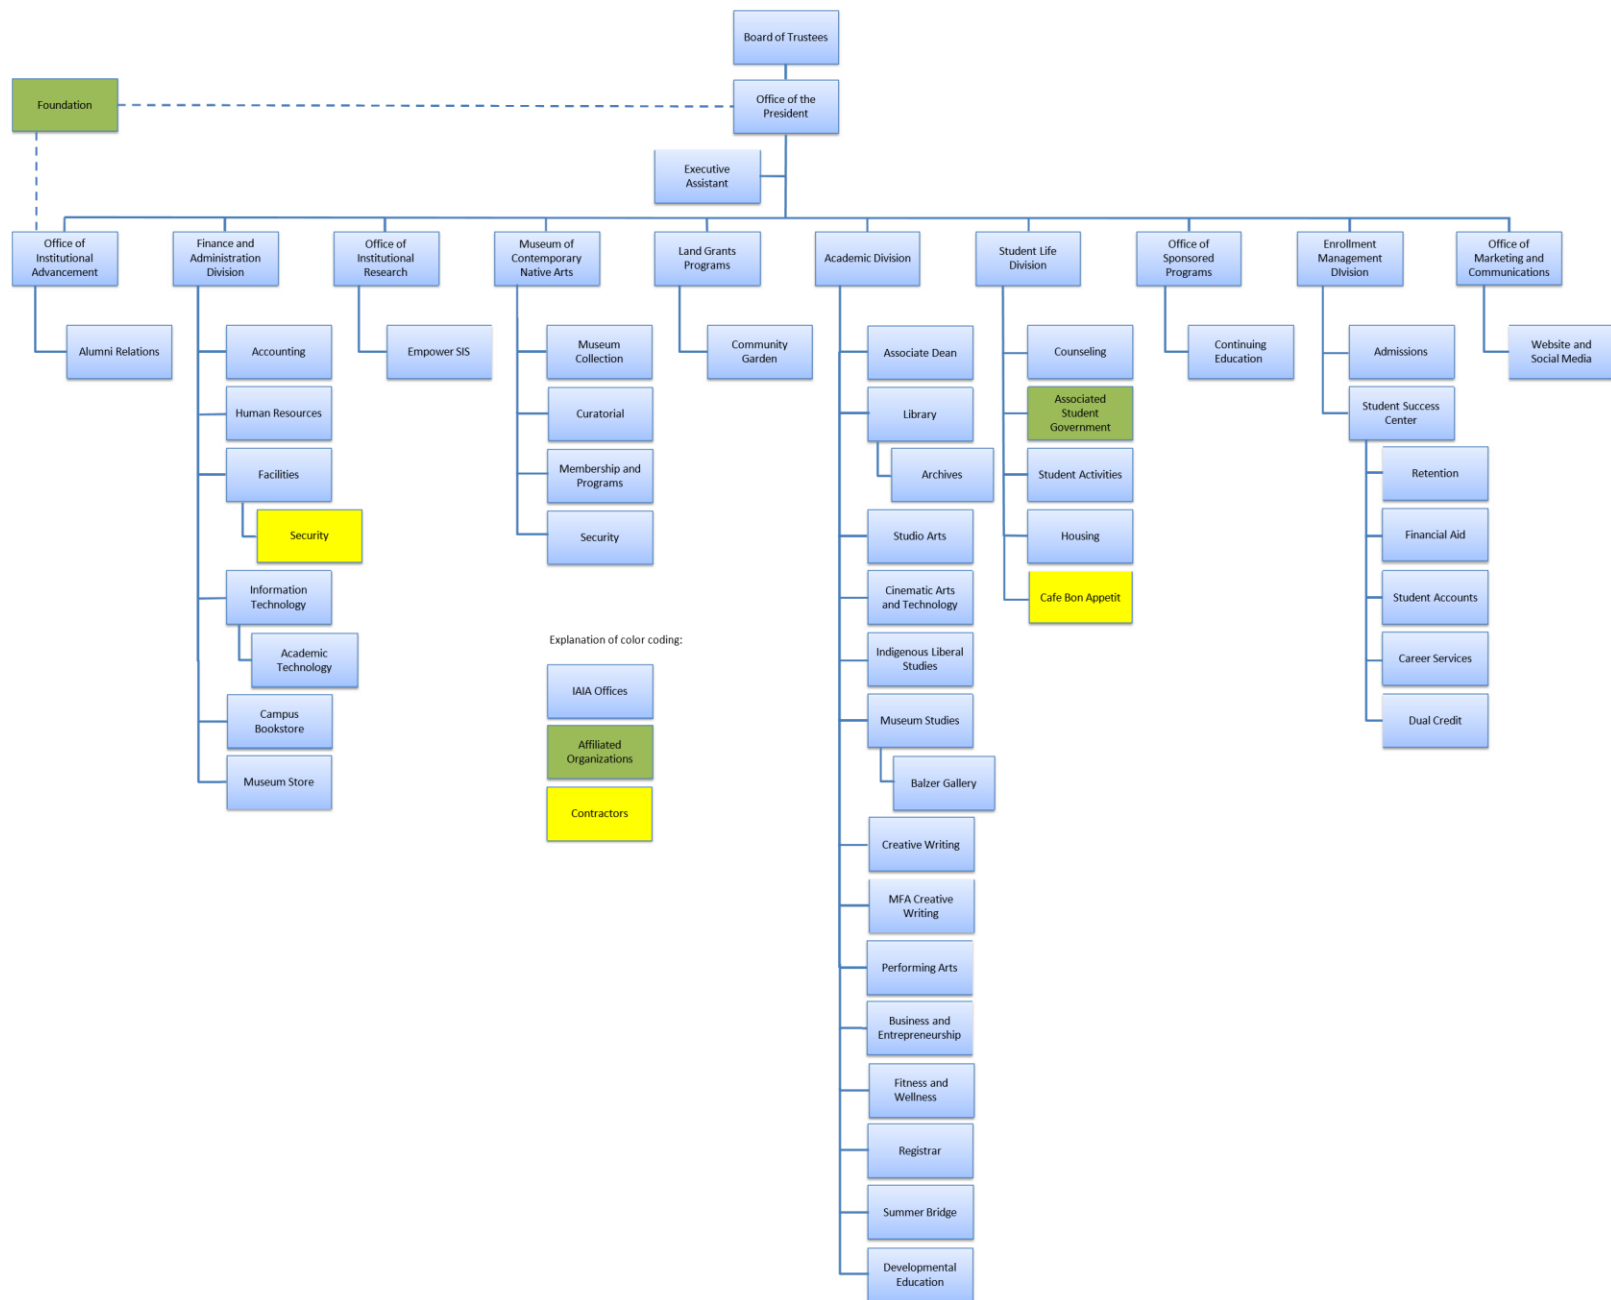 Board of Trustees
Foundation
Office of the
President
Executive
Assistant
Office of
Institutional
Advancement
Finance and
Administration
Division
Office of
Institutional
Research
Museum of
Contemporary
Native Arts
Land Grants
Programs
Academic Division
Student Life
Division
Office of
Sponsored
Programs
Enrollment
Management
DIvision
Office of
Marketing and
Communications
Alumni Relations
Accounting
Human Resources
Facilities
Security
Information
Technology
Academic
Technology
Campus
Bookstore
Museum Store
Empower SIS
Museum
Collection
Curatorial
Membership and
Programs
Security
Community
Garden
Associate Dean
Library
Archives
Studio Arts
Cinematic Arts
and Technology
Indigenous Liberal
Studies
Museum Studies
Balzer Gallery
Creative Writing
MFA Creative
Writing
Performing Arts
Business and
Entrepreneurship
Fitness and
Wellness
Registrar
Summer Bridge
Developmental
Education
Counseling
Associated
Student
Government
Student Activities
Housing
Cafe Bon Appetit
Continuing
Education
Admissions
Student Success
Center
Retention
Financial Aid
Student Accounts
Career Services
Dual Credit
Website and
Social Media
Explanation of color coding:
IAIA Offices
Affiliated
Organizations
Contractors